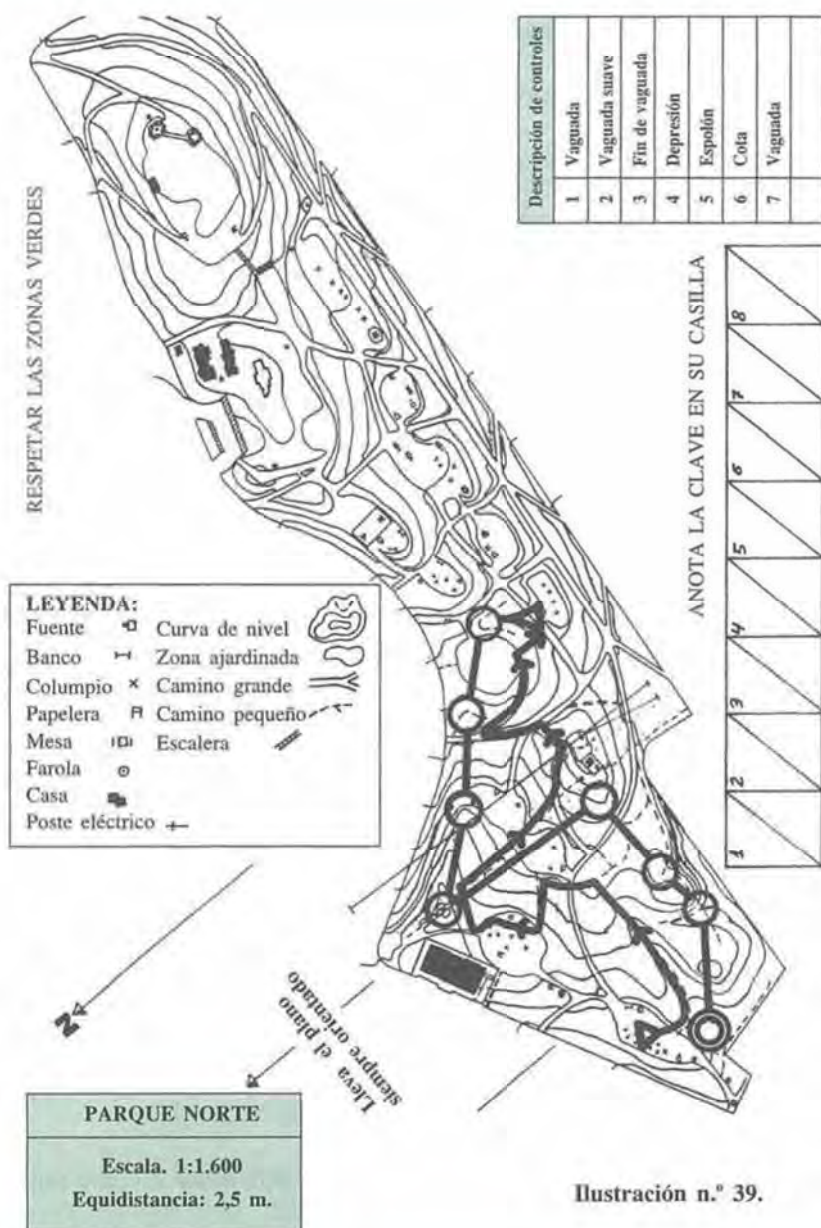 RESPETAR LAS ZONAS VERDES
Descripción de controles
1 Vaguada
2 Vaguada suave
3 Fin de vaguada
4 Depresión
5 Espolón
6 Cota
7 Vaguada
ANOTA LA CLAVE EN SU CASILLA
1 2 3 4 5 6 7 8
LEYENDA:
Fuente Curva de nivel
Banco Zona ajardinada
Columpio Camino grande
Papelera Camino pequeño
Mesa Escalera
Farola
Casa
Poste eléctrico
N
Lleva el plano
siempre orientado
PARQUE NORTE
Escala. 1:1.600
Equidistancia: 2,5 m.
Ilustración n.º 39.